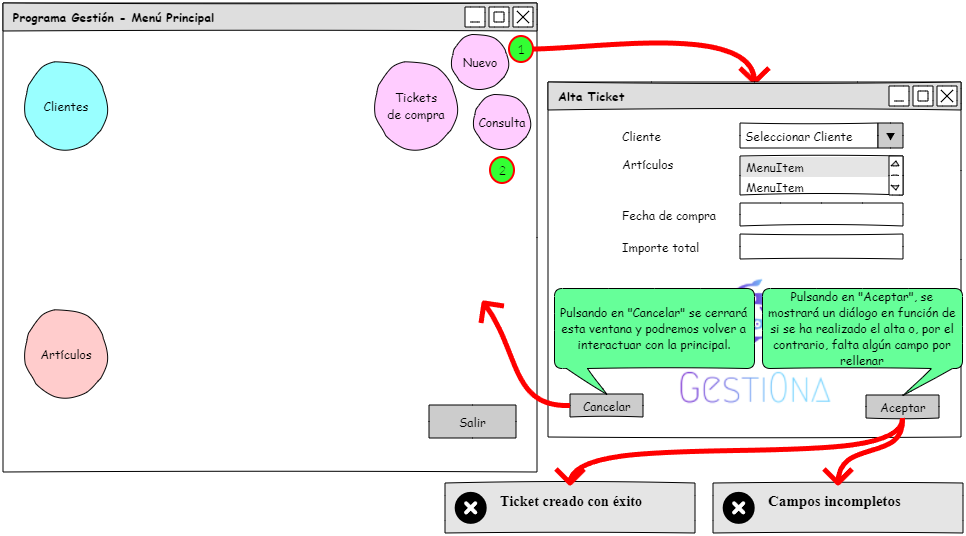 Programa Gestión - Menú Principal
Clientes
Tickets
de compra
Nuevo
1
Consulta
2
Artículos
Salir
Alta Ticket
Cliente
Seleccionar Cliente
Artículos
MenuItem
MenuItem
Fecha de compra
Importe total
Pulsando en "Cancelar" se cerrará
esta ventana y podremos volver a
interactuar con la principal.
Pulsando en "Aceptar", se
mostrará un diálogo en función de
si se ha realizado el alta o, por el
contrario, falta algún campo por
rellenar
GestiOna
Cancelar
Aceptar
Ticket creado con éxito
Campos incompletos